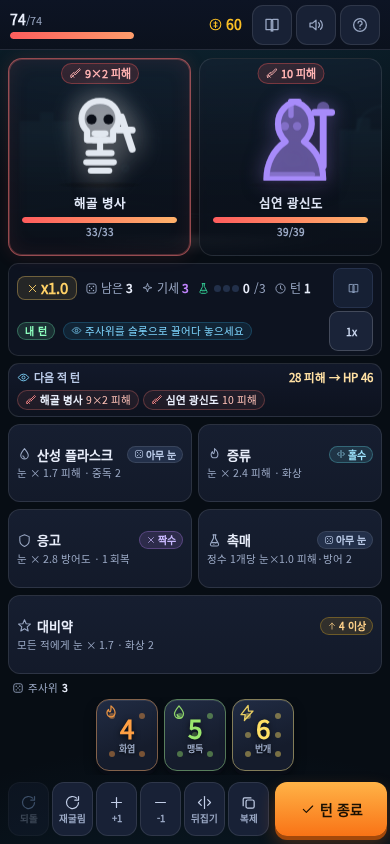 74/74
60
9×2 피해
10 피해
해골 병사
심연 광신도
33/33
39/39
x1.0 남은 3 기세 3 0 /3 턴 1
내 턴 주사위를 슬롯으로 끌어다 놓으세요 1x
다음 적 턴 28 피해 → HP 46
해골 병사 9×2 피해 심연 광신도 10 피해
산성 플라스크 아무 눈
눈 × 1.7 피해 · 중독 2
증류 홀수
눈 × 2.4 피해 · 화상
응고 짝수
눈 × 2.8 방어도 · 1 회복
촉매 아무 눈
정수 1개당 눈×1.0 피해·방어 2
대비약 4 이상
모든 적에게 눈 × 1.7 · 화상 2
주사위 3
4 5 6
화염 맹독 번개
되돌 재굴림 +1 -1 뒤집기 복제 턴 종료